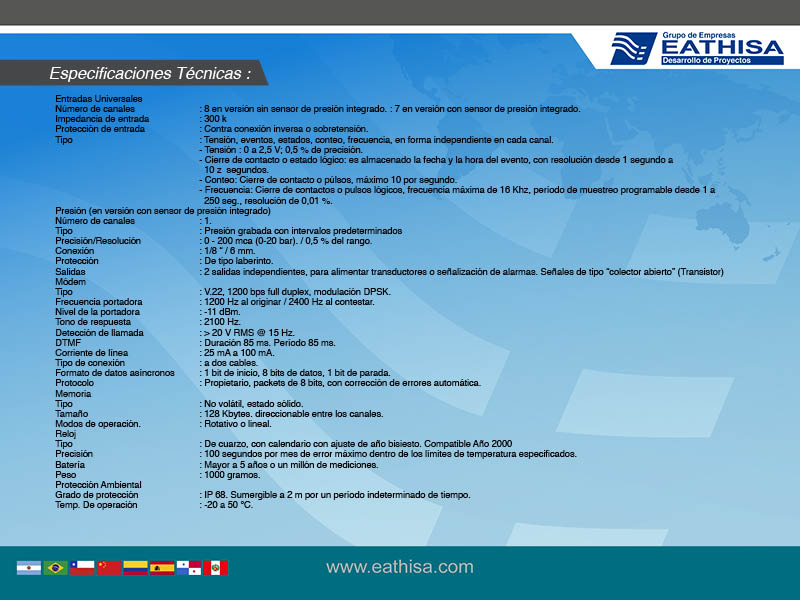 Grupo de Empresas
EATHISA
Desarrollo de Proyectos
Especificaciones Técnicas :
Entradas Universales
Número de canales : 8 en versión sin sensor de presión integrado. : 7 en versión con sensor de presión integrado.
Impedancia de entrada : 300 k
Protección de entrada : Contra conexión inversa o sobretensión.
Tipo : Tensión, eventos, estados, conteo, frecuencia, en forma independiente en cada canal.
- Tensión : 0 a 2,5 V; 0,5 % de precisión.
- Cierre de contacto o estado lógico: es almacenado la fecha y la hora del evento, con resolución desde 1 segundo a
10 z segundos.
- Conteo: Cierre de contacto o púlsos, máximo 10 por segundo.
- Frecuencia: Cierre de contactos o pulsos lógicos, frecuencia máxima de 16 Khz, período de muestreo programable desde 1 a
250 seg., resolución de 0,01 %.
Presión (en versión con sensor de presión integrado)
Número de canales : 1.
Tipo : Presión grabada con intervalos predeterminados
Precisión/Resolución : 0 - 200 mca (0-20 bar). / 0,5 % del rango.
Conexión : 1/8 " / 6 mm.
Protección : De tipo laberinto.
Salidas : 2 salidas independientes, para alimentar transductores o señalización de alarmas. Señales de tipo "colector abierto" (Transistor)
Módem
Tipo : V.22, 1200 bps full duplex, modulación DPSK.
Frecuencia portadora : 1200 Hz al originar / 2400 Hz al contestar.
Nivel de la portadora : -11 dBm.
Tono de respuesta : 2100 Hz.
Detección de llamada : > 20 V RMS @ 15 Hz.
DTMF : Duración 85 ms. Período 85 ms.
Corriente de línea : 25 mA a 100 mA.
Tipo de conexión : a dos cables.
Formato de datos asíncronos : 1 bit de inicio, 8 bits de datos, 1 bit de parada.
Protocolo : Propietario, packets de 8 bits, con corrección de errores automática.
Memoria
Tipo : No volátil, estado sólido.
Tamaño : 128 Kbytes. direccionable entre los canales.
Modos de operación. : Rotativo o lineal.
Reloj
Tipo : De cuarzo, con calendario con ajuste de año bisiesto. Compatible Año 2000
Precisión : 100 segundos por mes de error máximo dentro de los límites de temperatura especificados.
Batería : Mayor a 5 años o un millón de mediciones.
Peso : 1000 gramos.
Protección Ambiental
Grado de protección : IP 68. Sumergible a 2 m por un período indeterminado de tiempo.
Temp. De operación : -20 a 50 °C.
www.eathisa.com